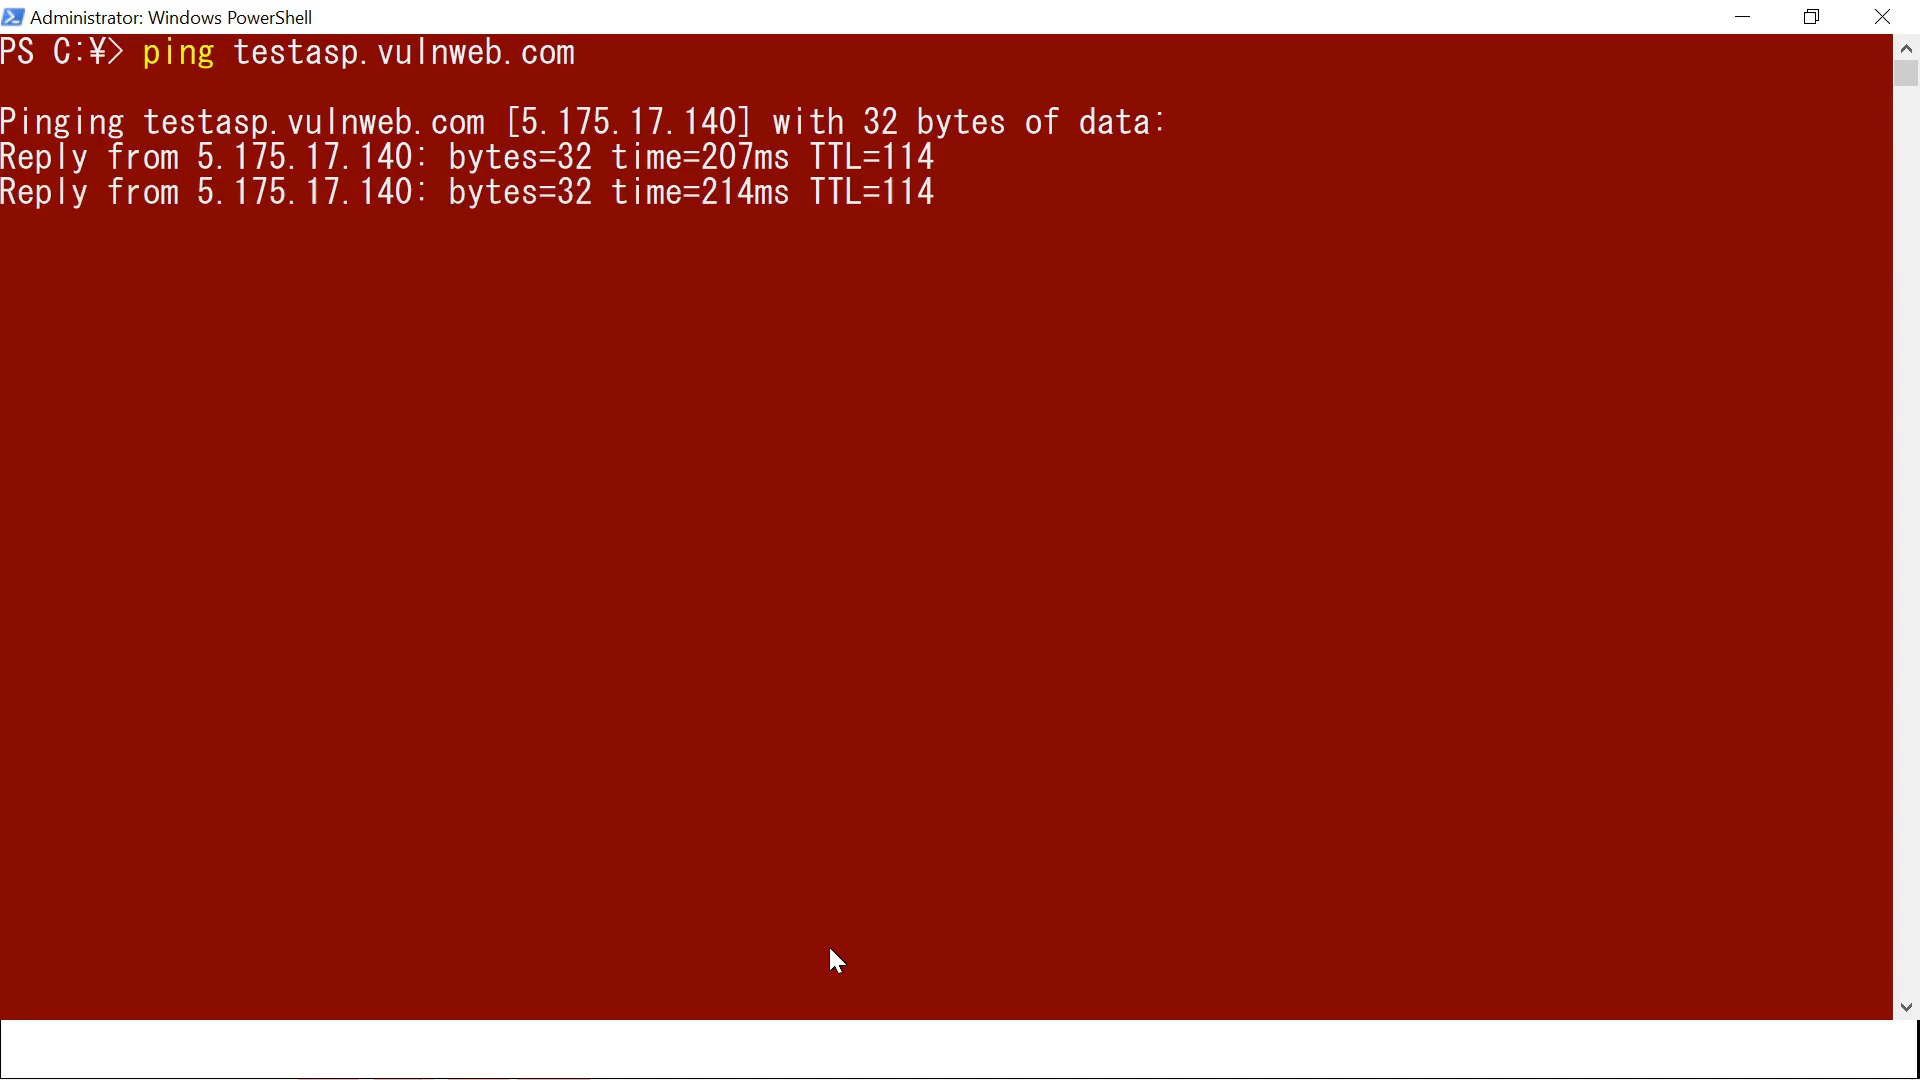 Administrator: Windows PowerShell
PS C:¥> ping testasp.vulnweb.com
Pinging testasp.vulnweb.com [5.175.17.140] with 32 bytes of data:
Reply from 5.175.17.140: bytes=32 time=207ms TTL=114
Reply from 5.175.17.140: bytes=32 time=214ms TTL=114